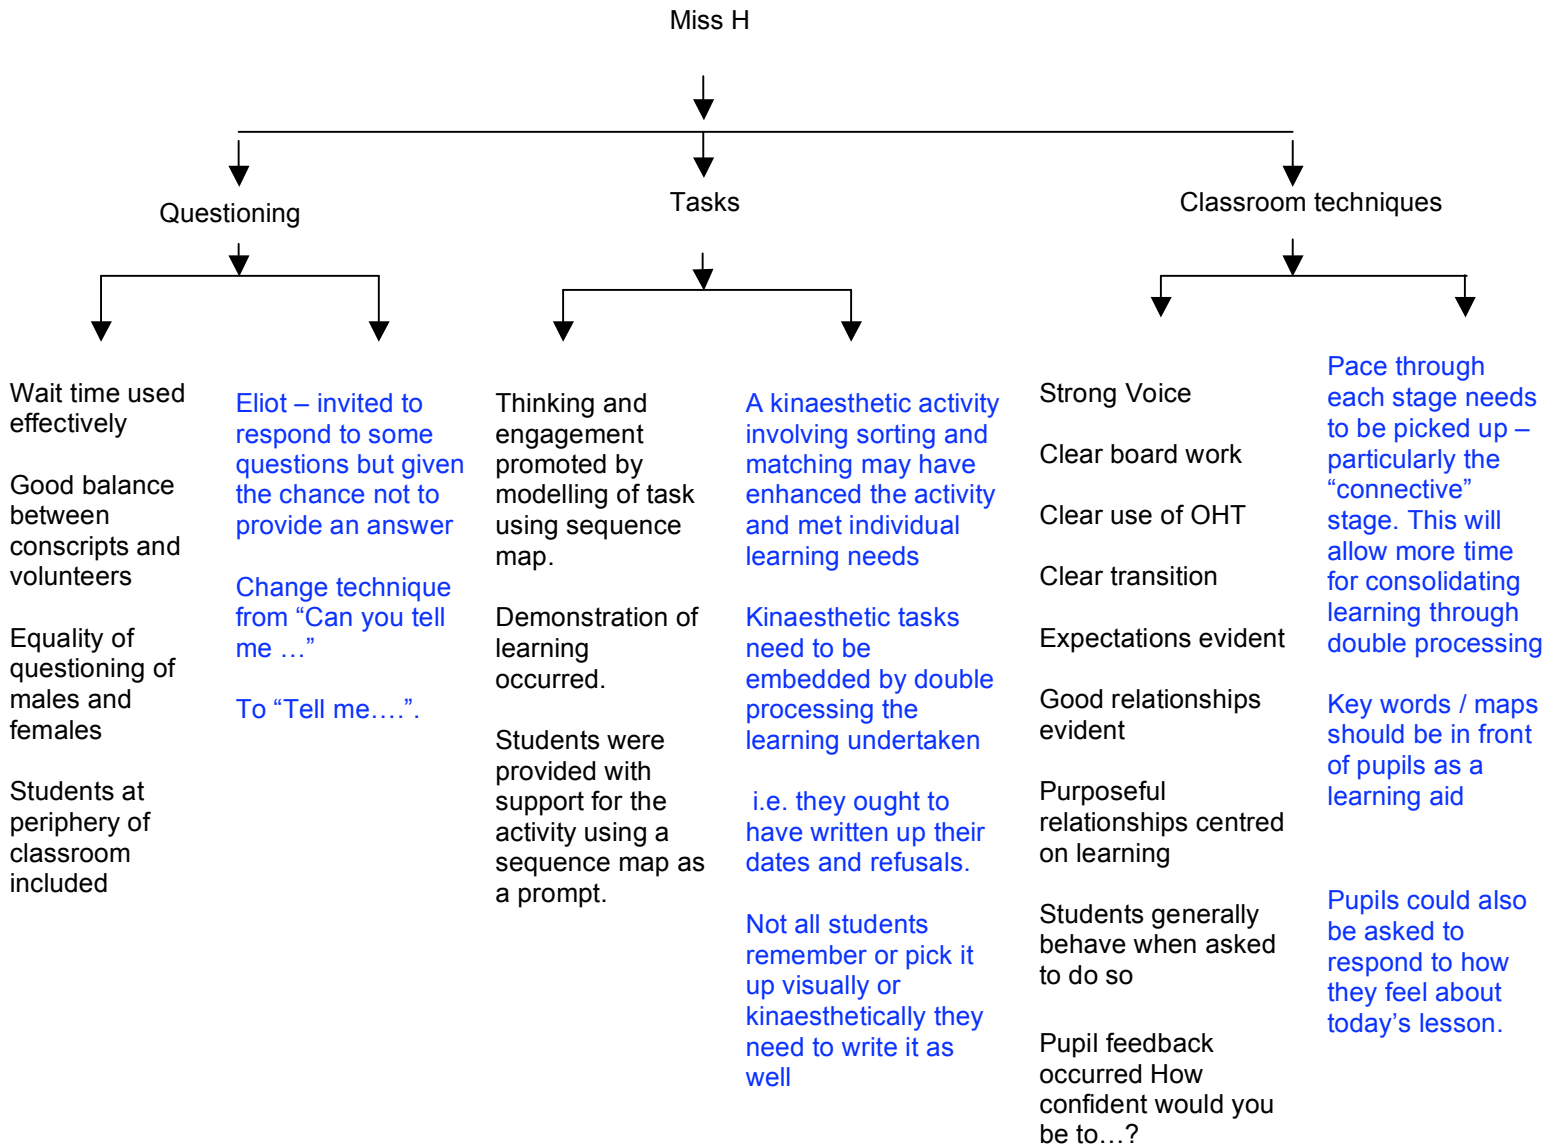 Miss H
Questioning
Tasks
Classroom techniques
Wait time used
effectively
Good balance
between
conscripts and
volunteers
Equality of
questioning of
males and
females
Students at
periphery of
classroom
included
Eliot – invited to
respond to some
questions but given
the chance not to
provide an answer
Change technique
from “Can you tell
me …”
To “Tell me….”.
Thinking and
engagement
promoted by
modelling of task
using sequence
map.
Demonstration of
learning
occurred.
Students were
provided with
support for the
activity using a
sequence map as
a prompt.
A kinaesthetic activity
involving sorting and
matching may have
enhanced the activity
and met individual
learning needs
Kinaesthetic tasks
need to be
embedded by double
processing the
learning undertaken
i.e. they ought to
have written up their
dates and refusals.
Not all students
remember or pick it
up visually or
kinaesthetically they
need to write it as
well
Strong Voice
Clear board work
Clear use of OHT
Clear transition
Expectations evident
Good relationships
evident
Purposeful
relationships centred
on learning
Students generally
behave when asked
to do so
Pupil feedback
occurred How
confident would you
be to…?
Pace through
each stage needs
to be picked up –
particularly the
“connective”
stage. This will
allow more time
for consolidating
learning through
double processing
Key words / maps
should be in front
of pupils as a
learning aid
Pupils could also
be asked to
respond to how
they feel about
today’s lesson.